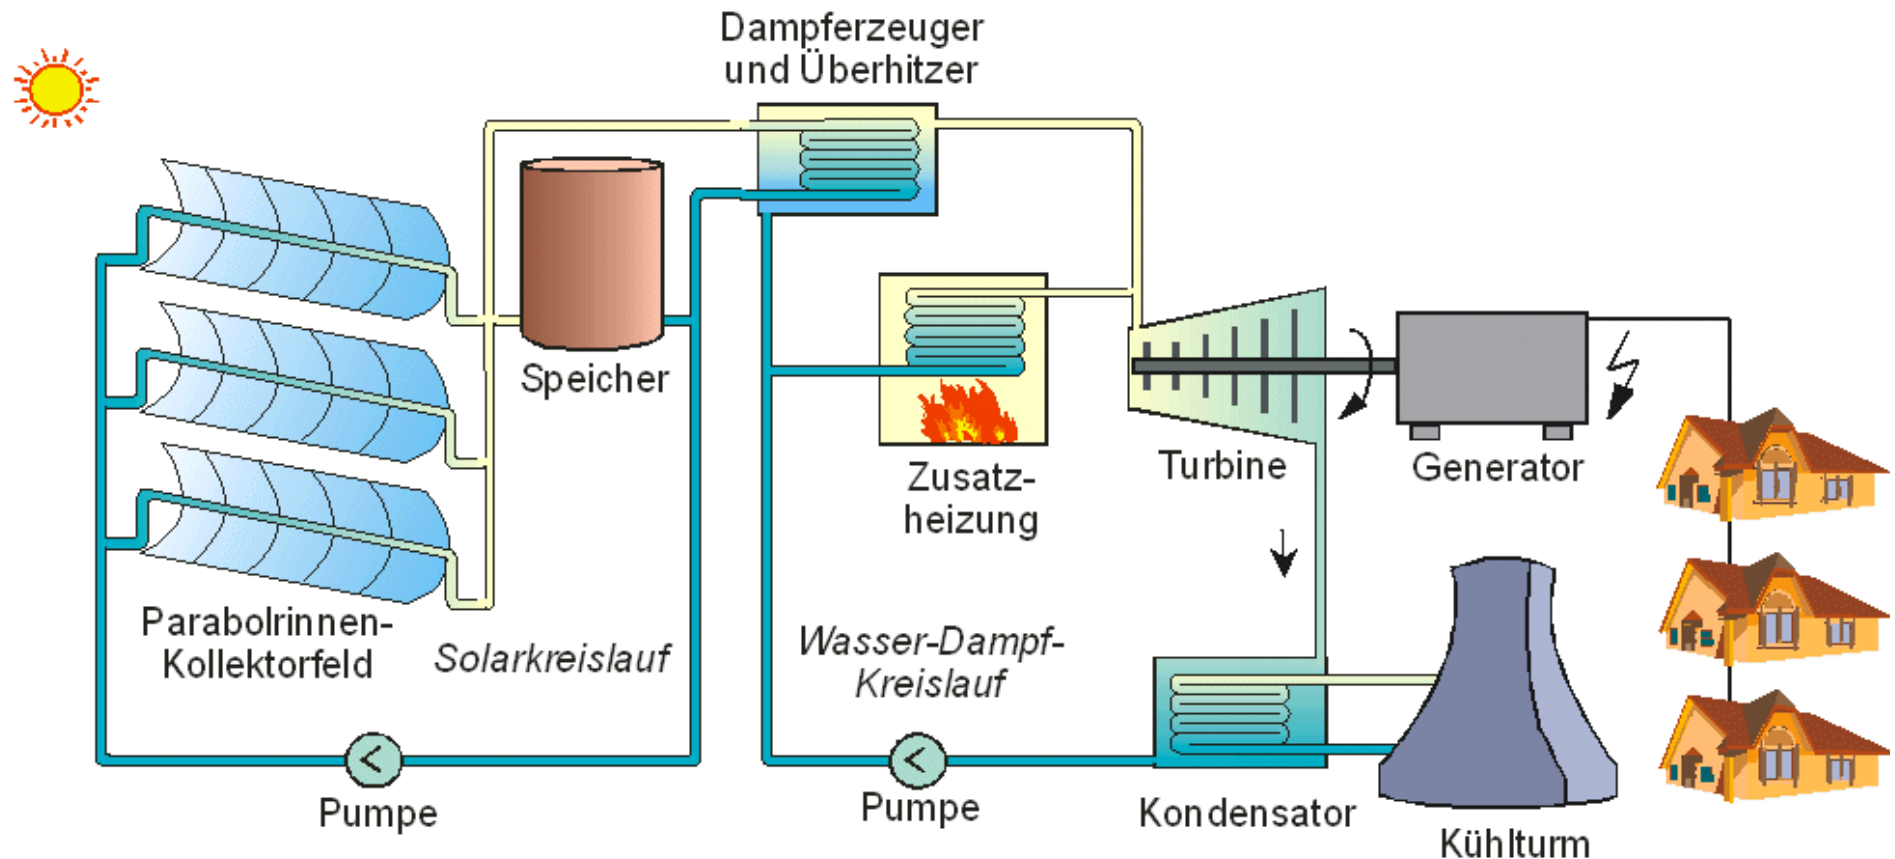 Dampferzeuger
und Überhitzer
Speicher
Zusatz-
heizung
Turbine
Generator
Parabolrinnen-
Kollektorfeld
Solarkreislauf
Wasser-Dampf-
Kreislauf
Pumpe
Pumpe
Kondensator
Kühlturm